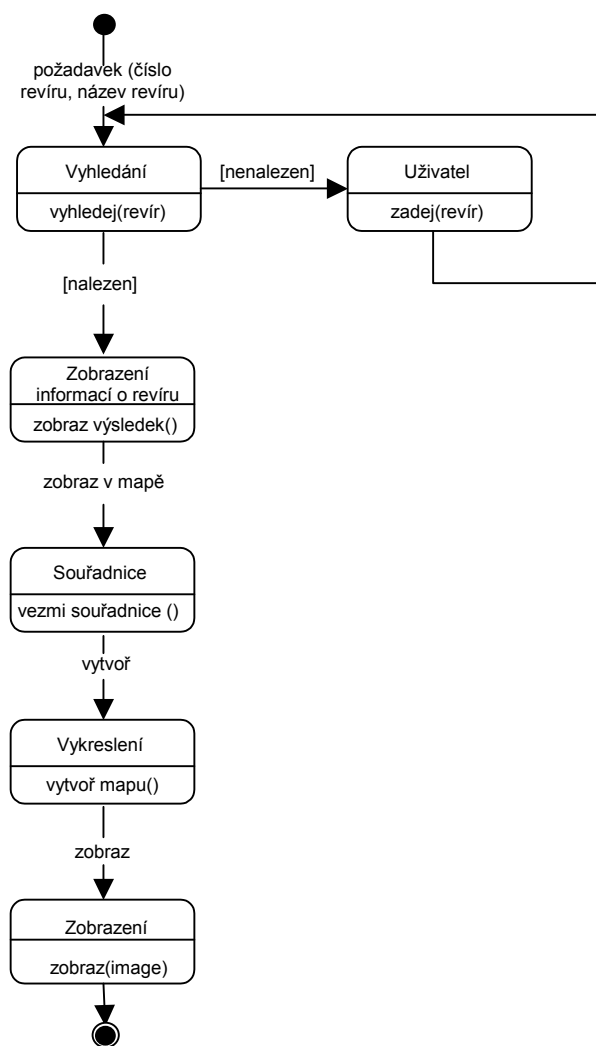 požadavek (číslo
revíru, název revíru)
Vyhledání
vyhledej(revír)
[nenalezen]
Uživatel
zadej(revír)
[nalezen]
Zobrazení
informací o revíru
zobraz výsledek()
zobraz v mapě
Souřadnice
vezmi souřadnice ()
vytvoř
Vykreslení
vytvoř mapu()
zobraz
Zobrazení
zobraz(image)